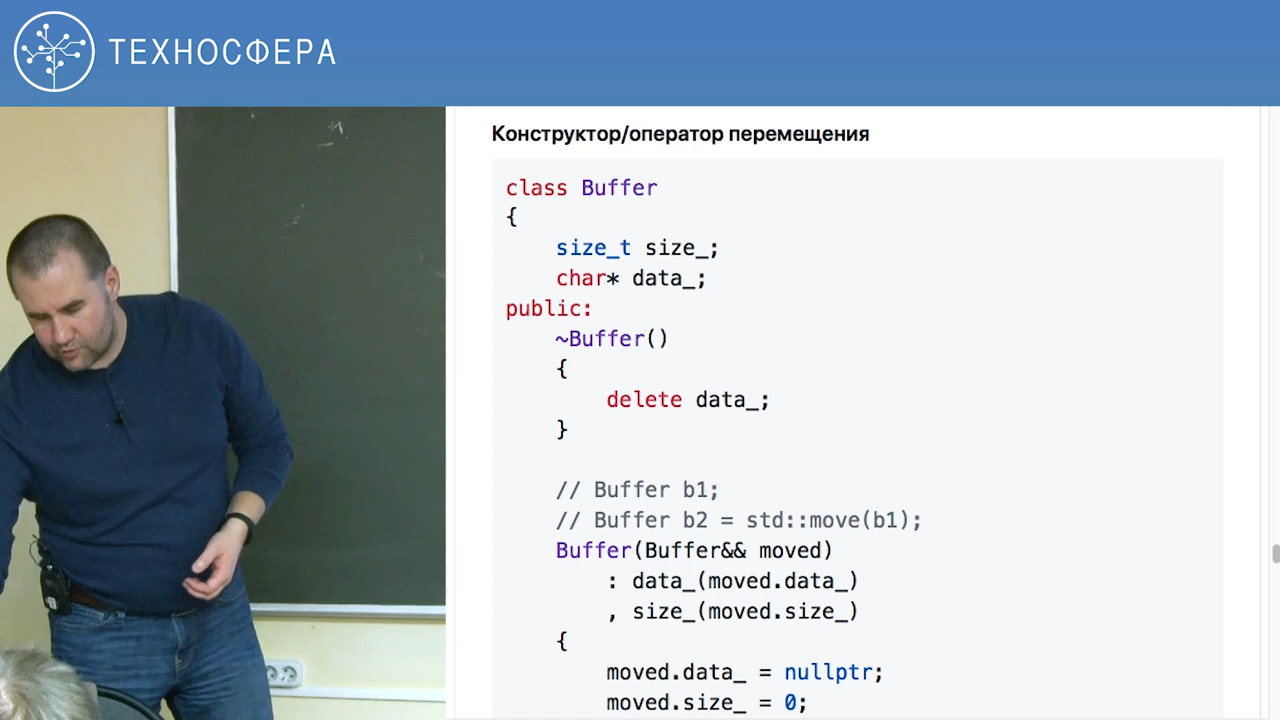 ТЕХНОСФЕРА
Конструктор/оператор перемещения
class Buffer
{
    size_t size_;
    char* data_;
public:
    ~Buffer()
    {
        delete data_;
    }

    // Buffer b1;
    // Buffer b2 = std::move(b1);
    Buffer(Buffer&& moved)
        : data_(moved.data_)
        , size_(moved.size_)
    {
        moved.data_ = nullptr;
        moved.size_ = 0;